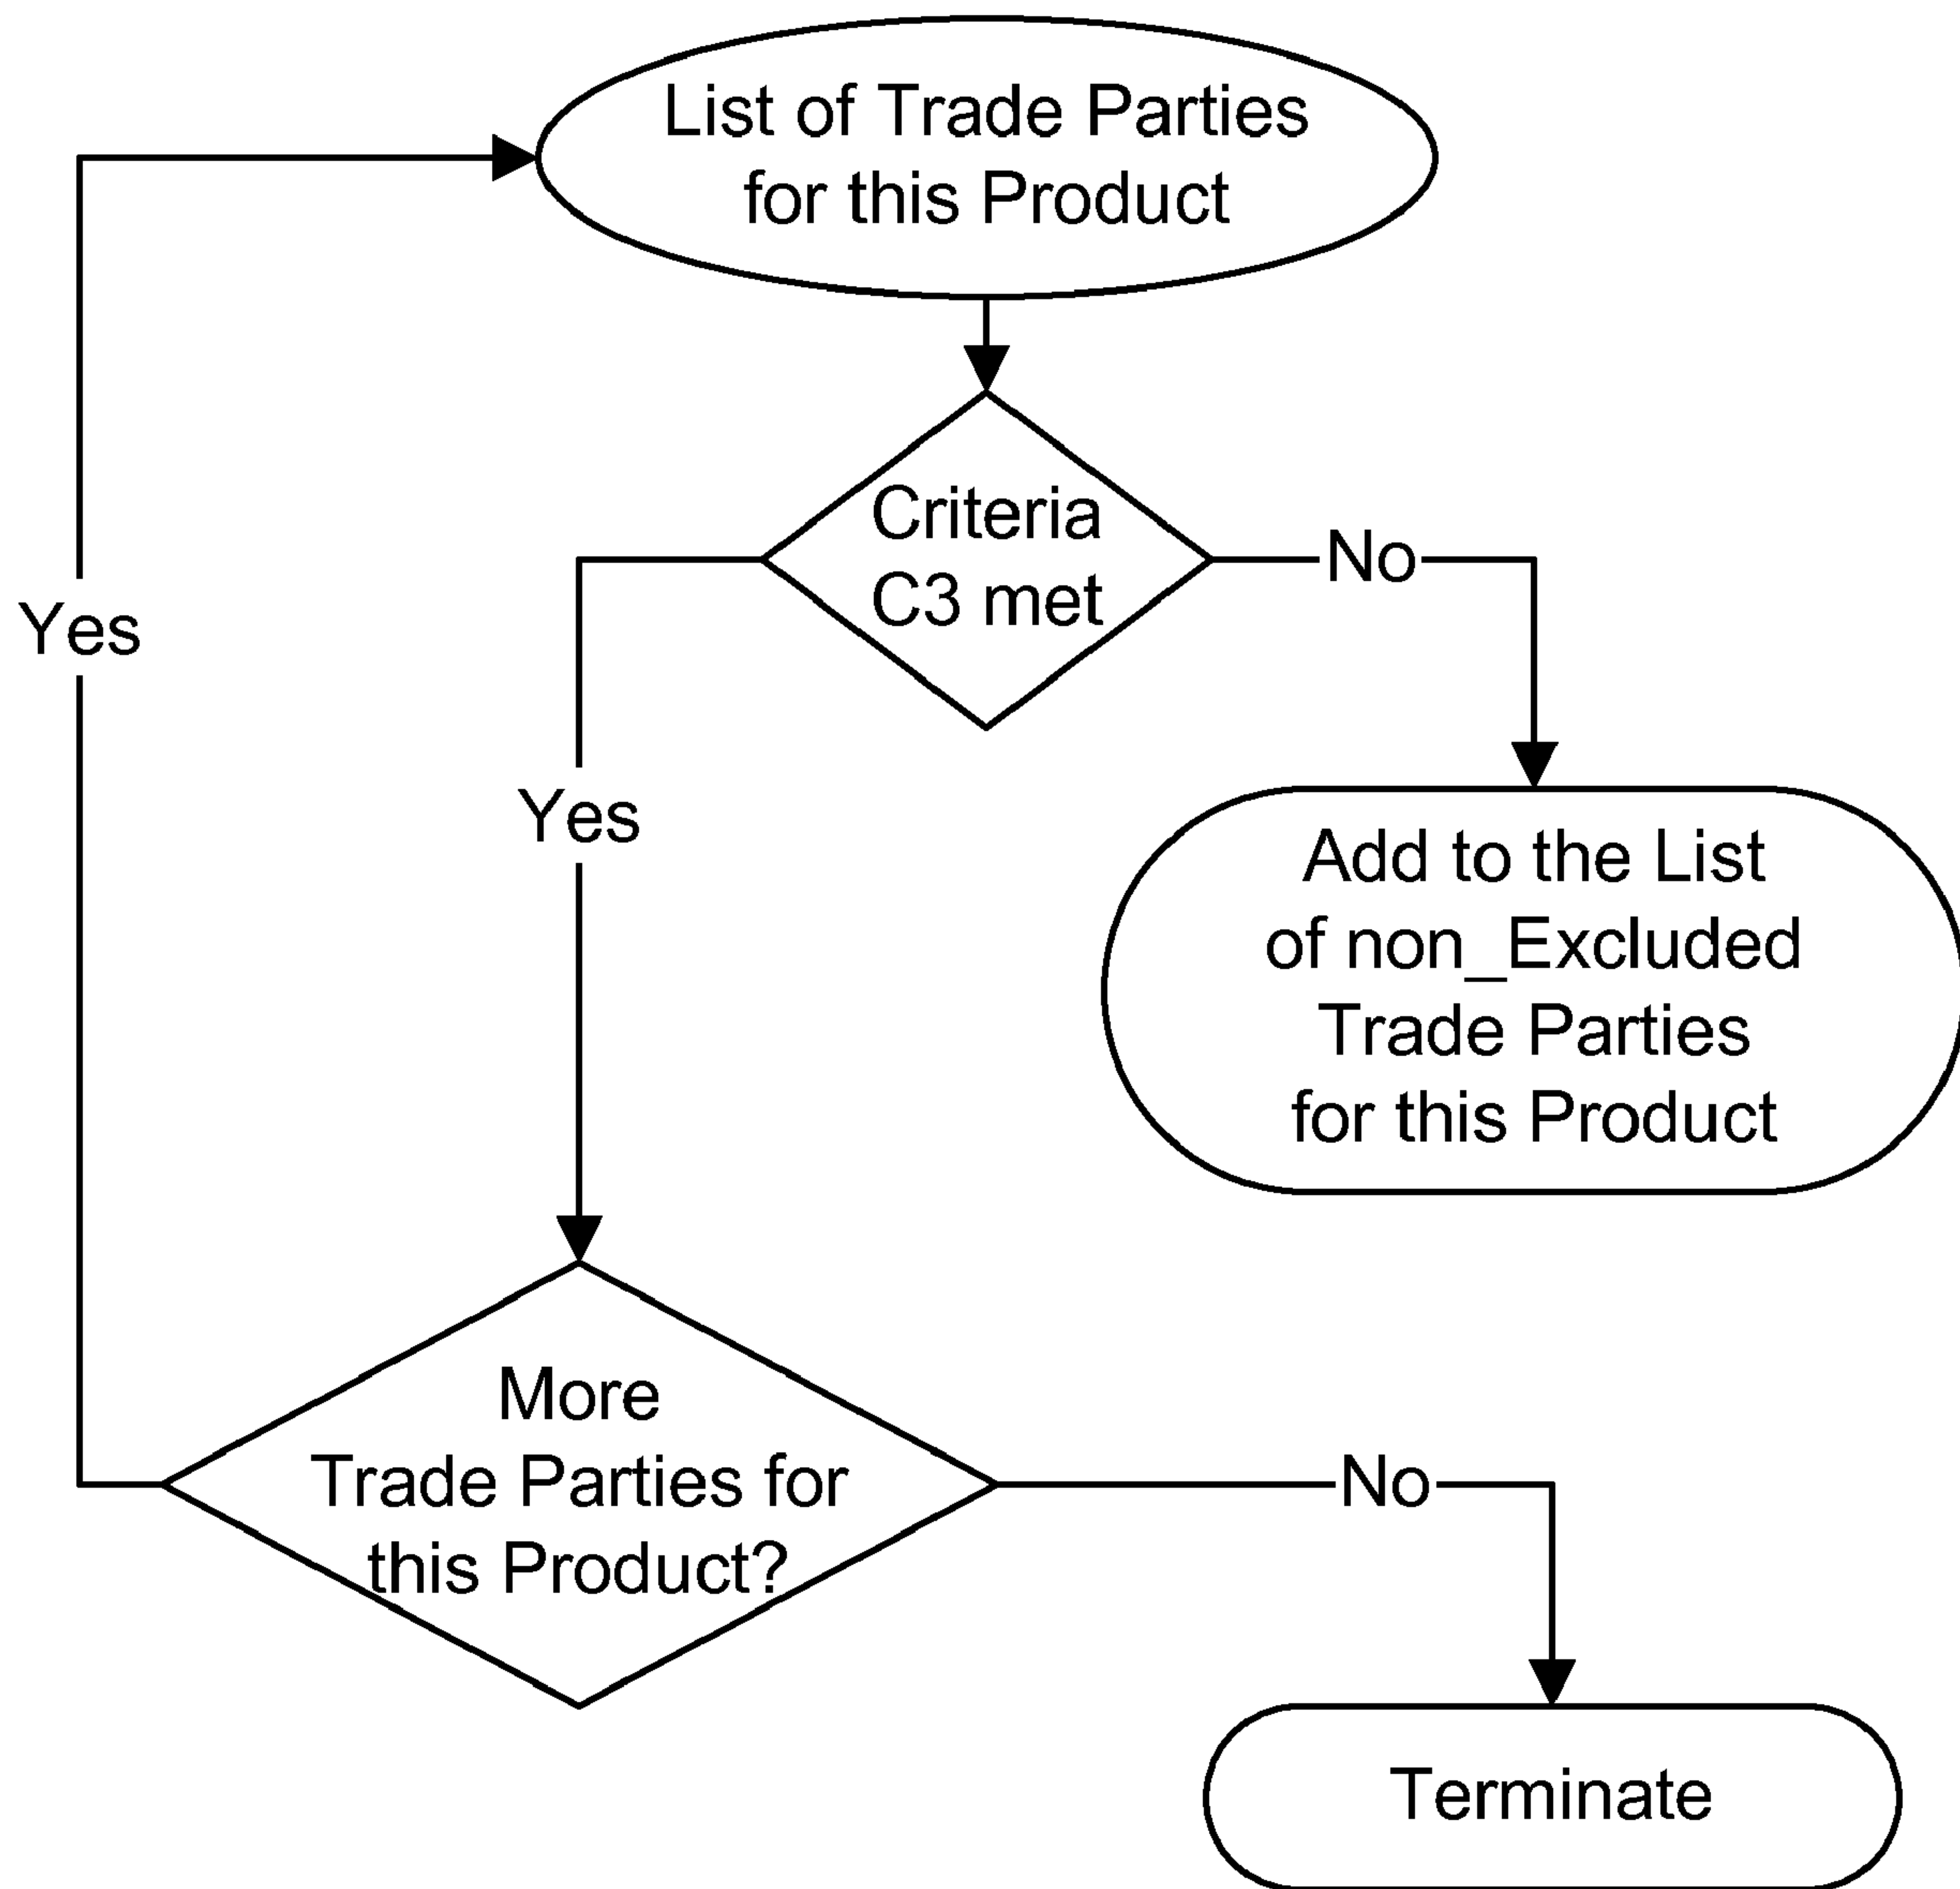 List of Trade Parties
for this Product
Criteria
C3 met
No
Yes
Yes
Add to the List
of non_Excluded
Trade Parties
for this Product
More
Trade Parties for
this Product?
No
Terminate